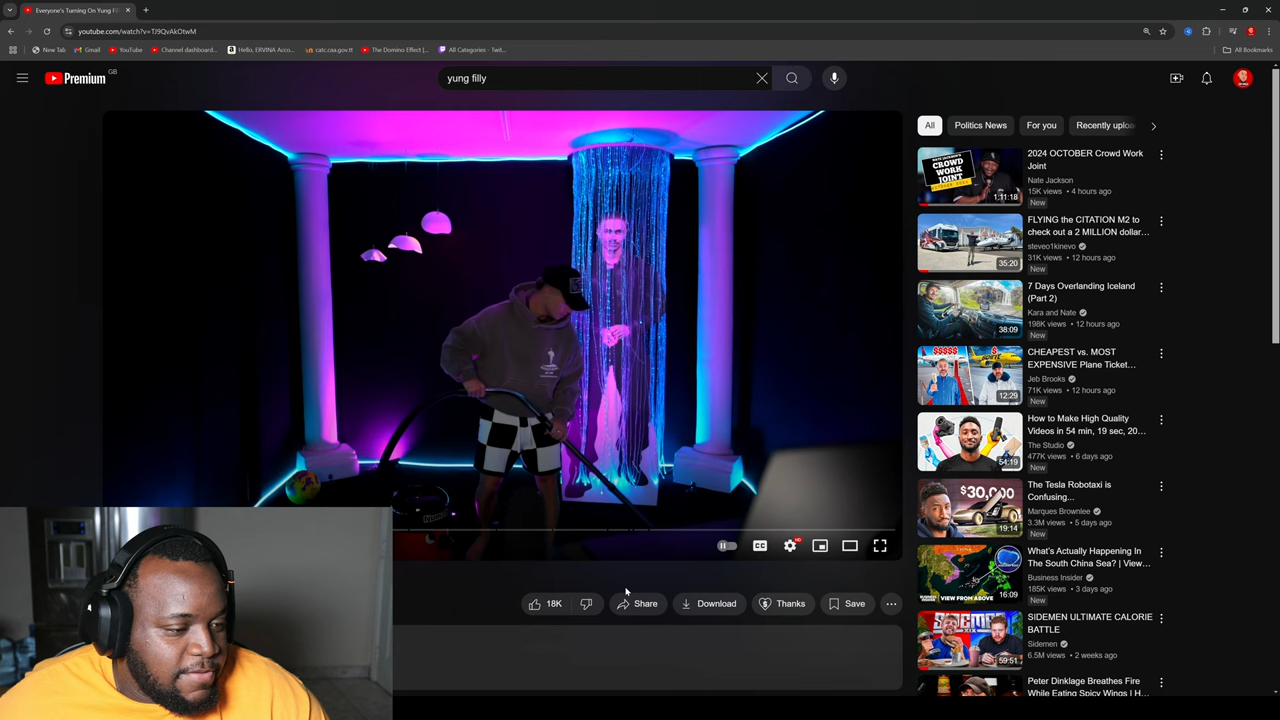 Everyone's Turning On Yung Fi
youtube.com/watch?v=TJ9QvAkOtwM
New Tab
Gmail
YouTube
Channel dashboard...
Hello, ERVINA Acco...
catc.caa.gov.tt
The Domino Effect |...
All Categories - Twit...
All Bookmarks
Premium GB
yung filly
All
Politics News
For you
Recently uploa
CROWD WORK JOINT
1:11:18
2024 OCTOBER Crowd Work Joint
Nate Jackson
15K views • 4 hours ago
New
35:20
FLYING the CITATION M2 to check out a 2 MILLION dollar...
steveo1kinevo
31K views • 12 hours ago
New
38:09
7 Days Overlanding Iceland (Part 2)
Kara and Nate
198K views • 12 hours ago
New
$$$$$
$
12:29
CHEAPEST vs. MOST EXPENSIVE Plane Ticket...
Jeb Brooks
71K views • 12 hours ago
New
54:19
How to Make High Quality Videos in 54 min, 19 sec, 20...
The Studio
477K views • 6 days ago
New
$30,000
19:14
The Tesla Robotaxi is Confusing...
Marques Brownlee
3.3M views • 5 days ago
New
VIEW FROM ABOVE
16:09
What's Actually Happening In The South China Sea? | View...
Business Insider
185K views • 3 days ago
New
SIDEMEN
59:51
SIDEMEN ULTIMATE CALORIE BATTLE
Sidemen
6.5M views • 2 weeks ago
Peter Dinklage Breathes Fire While Eating Spicy Wings | H...
CC
HD
18K
Share
Download
Thanks
Save